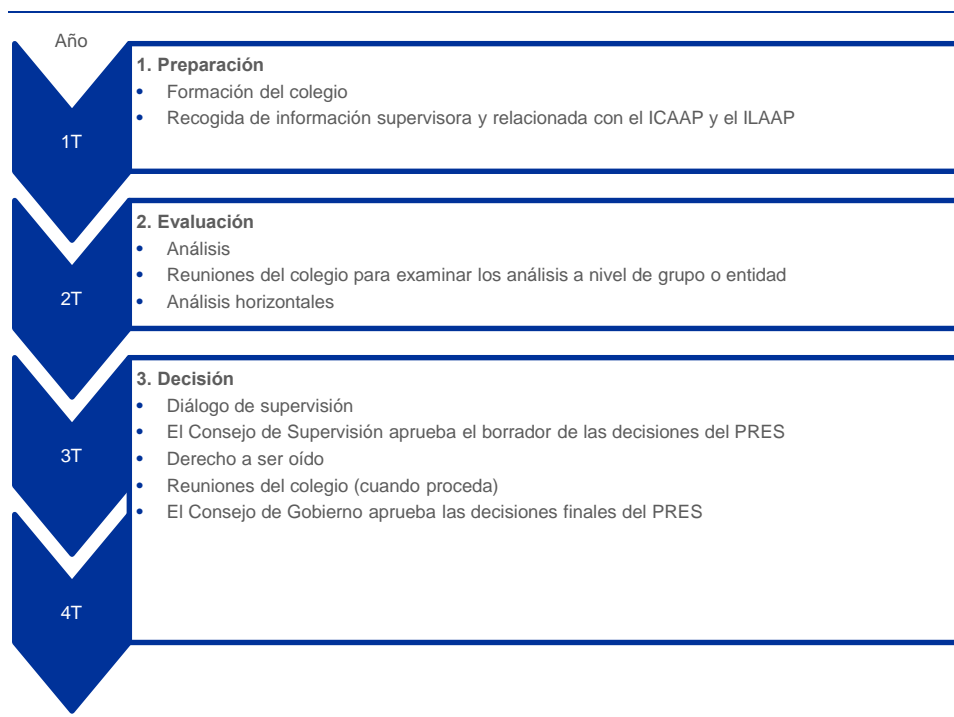 Año
1. Preparación
• Formación del colegio
• Recogida de información supervisora y relacionada con el ICAAP y el ILAAP
1T
2. Evaluación
• Análisis
• Reuniones del colegio para examinar los análisis a nivel de grupo o entidad
• Análisis horizontales
2T
3. Decisión
• Diálogo de supervisión
• El Consejo de Supervisión aprueba el borrador de las decisiones del PRES
• Derecho a ser oído
• Reuniones del colegio (cuando proceda)
• El Consejo de Gobierno aprueba las decisiones finales del PRES
3T
4T